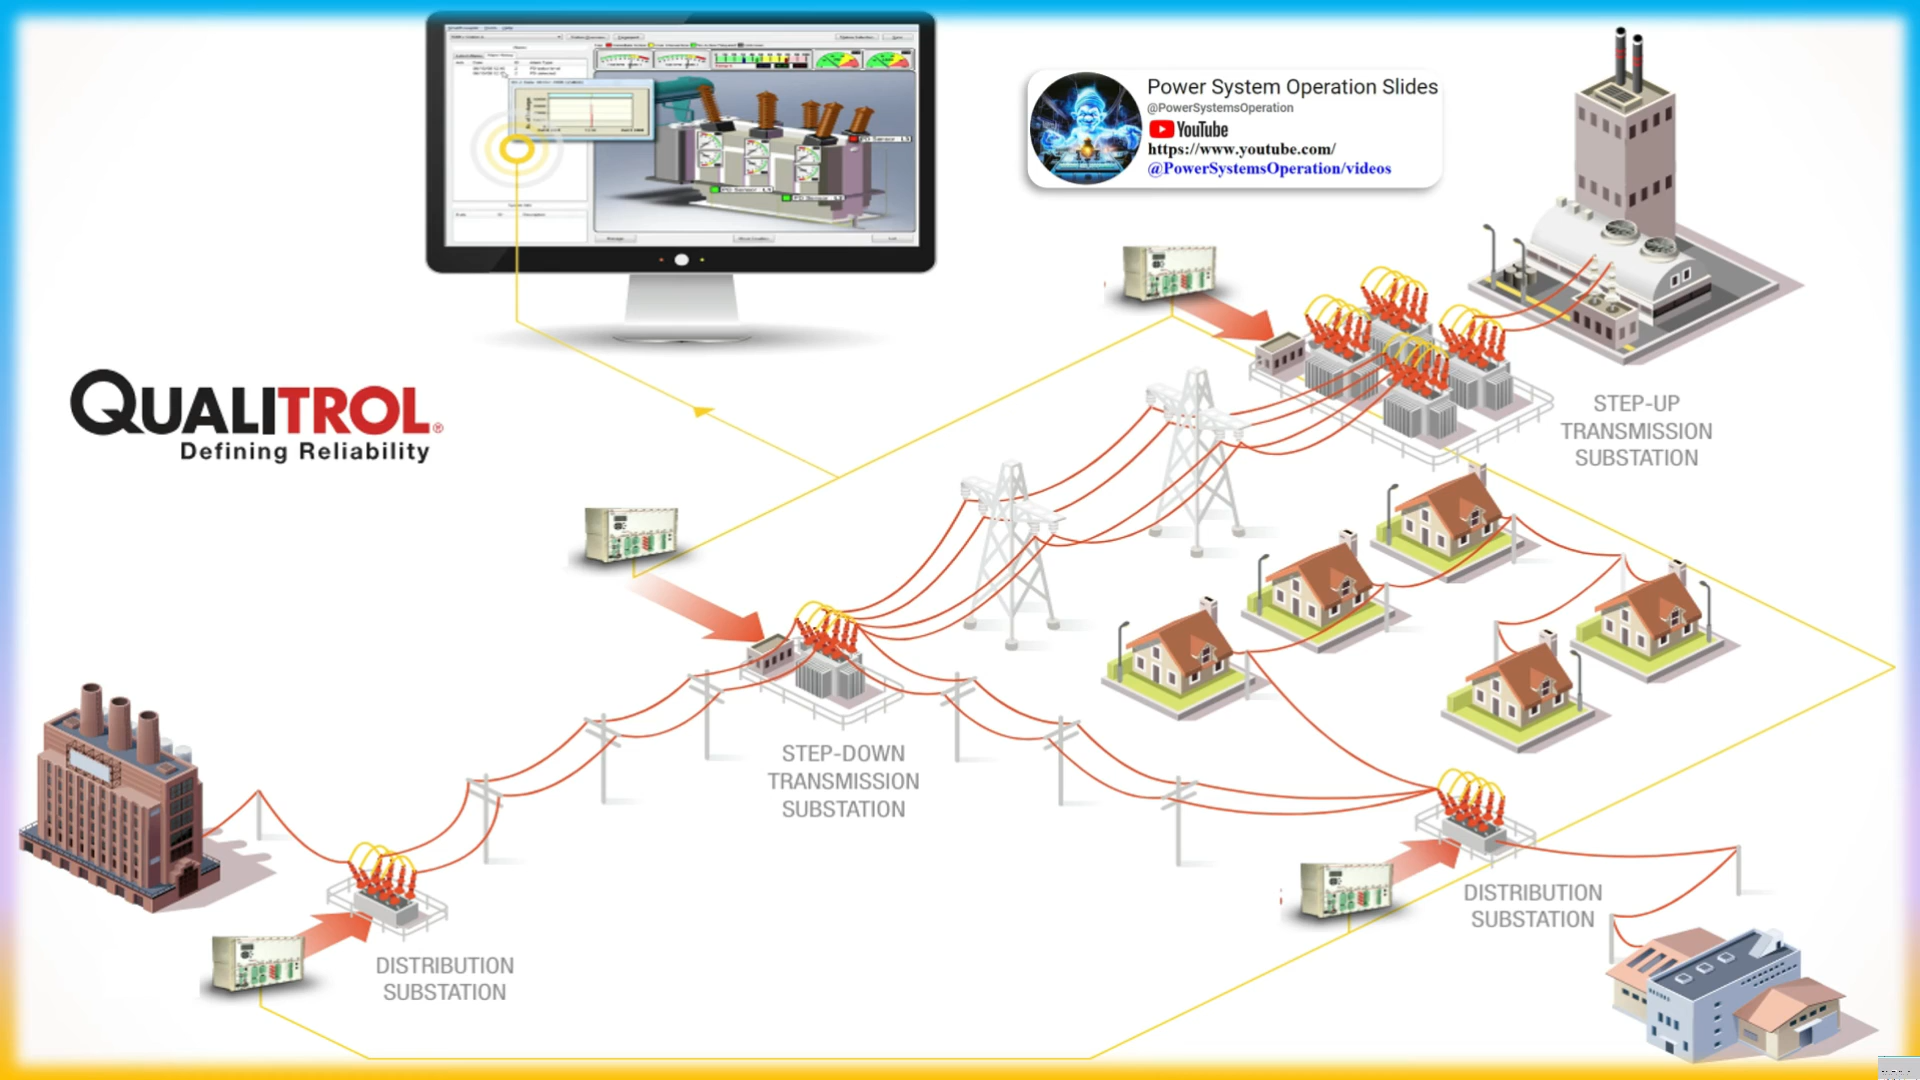 Power System Operation Slides
@PowerSystemsOperation
YouTube
https://www.youtube.com/
@PowerSystemsOperation/videos
QUALITROL®
Defining Reliability
STEP-UP
TRANSMISSION
SUBSTATION
STEP-DOWN
TRANSMISSION
SUBSTATION
DISTRIBUTION
SUBSTATION
DISTRIBUTION
SUBSTATION